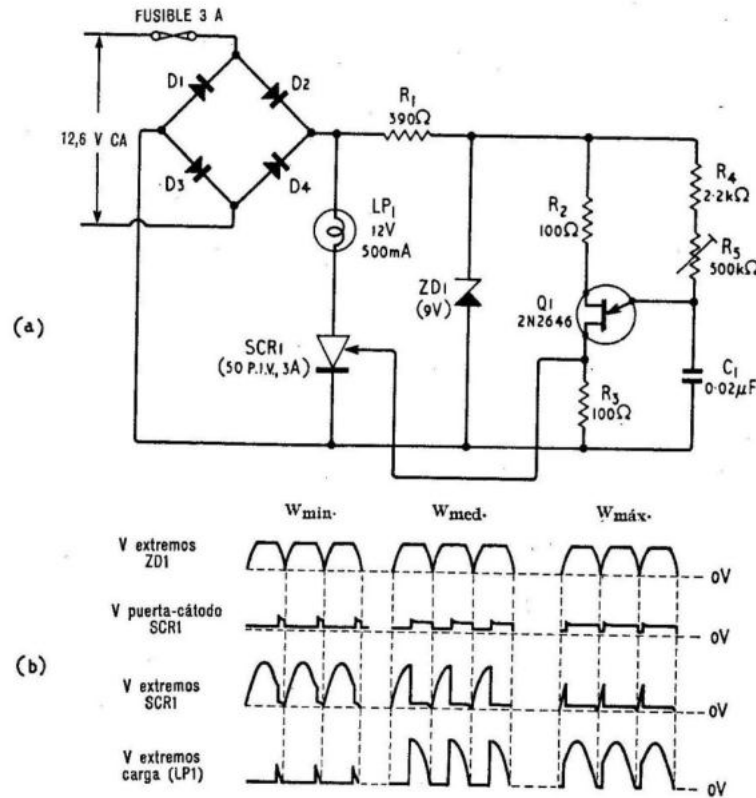 FUSIBLE 3 A
D1
D2
12,6 V CA
D3
D4
R1
390Ω
LP1
12V
500mA
R2
100Ω
R4
2.2kΩ
R5
500kΩ
ZD1
(9V)
Q1
2N2646
(a)
SCR1
(50 P.I.V, 3A)
R3
100Ω
C1
0.02μF
Wmin.
Wmed.
Wmáx.
V extremos
ZD1
0V
V puerta-cátodo
SCR1
0V
(b)
V extremos
SCR1
0V
V extremos
carga (LP1)
0V